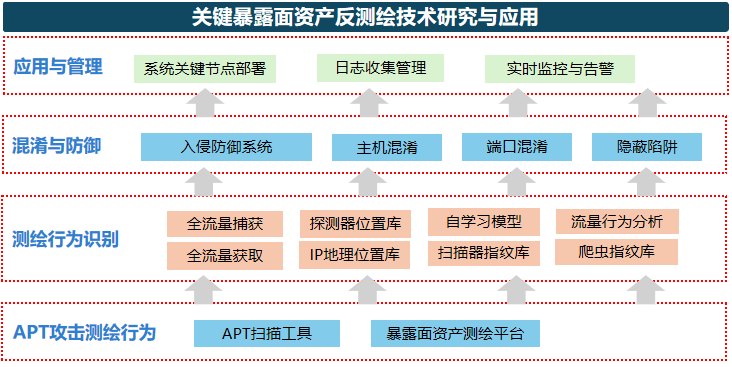 关键暴露面资产反测绘技术研究与应用
应用与管理
系统关键节点部署
日志收集管理
实时监控与告警
混淆与防御
入侵防御系统
主机混淆
端口混淆
隐蔽陷阱
测绘行为识别
全流量捕获
探测器位置库
自学习模型
流量行为分析
全流量获取
IP地理位置库
扫描器指纹库
爬虫指纹库
APT攻击测绘行为
APT扫描工具
暴露面资产测绘平台